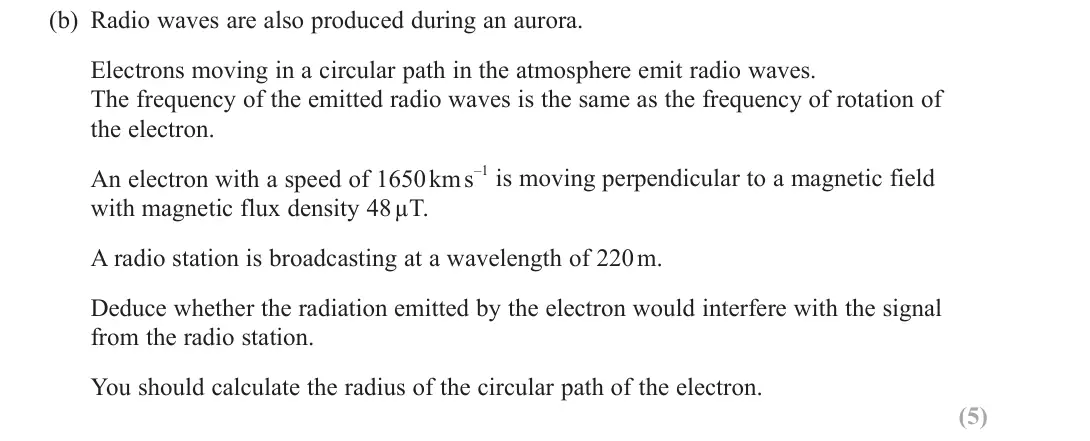 (b) Radio waves are also produced during an aurora.
Electrons moving in a circular path in the atmosphere emit radio waves.
The frequency of the emitted radio waves is the same as the frequency of rotation of
the electron.
An electron with a speed of 1650 km s⁻¹ is moving perpendicular to a magnetic field
with magnetic flux density 48 μT.
A radio station is broadcasting at a wavelength of 220 m.
Deduce whether the radiation emitted by the electron would interfere with the signal
from the radio station.
You should calculate the radius of the circular path of the electron.
(5)